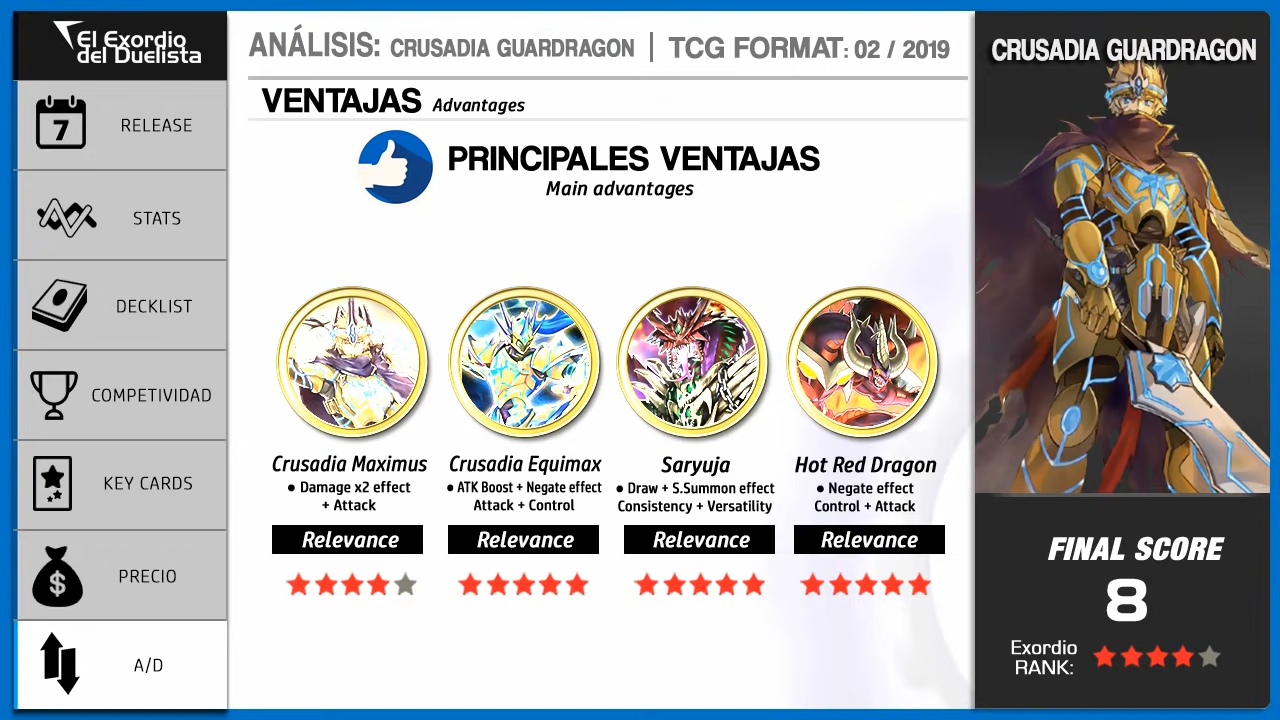 El Exordio
del Duelista
RELEASE
7
STATS
DECKLIST
COMPETIVIDAD
KEY CARDS
PRECIO
$
A/D
ANÁLISIS: CRUSADIA GUARDRAGON | TCG FORMAT: 02 / 2019
VENTAJAS Advantages
PRINCIPALES VENTAJAS
Main advantages
Crusadia Maximus
● Damage x2 effect
+ Attack
Relevance
Crusadia Equimax
● ATK Boost + Negate effect
Attack + Control
Relevance
Saryuja
● Draw + S.Summon effect
Consistency + Versatility
Relevance
Hot Red Dragon
● Negate effect
Control + Attack
Relevance
CRUSADIA GUARDRAGON
FINAL SCORE
8
Exordio
RANK: